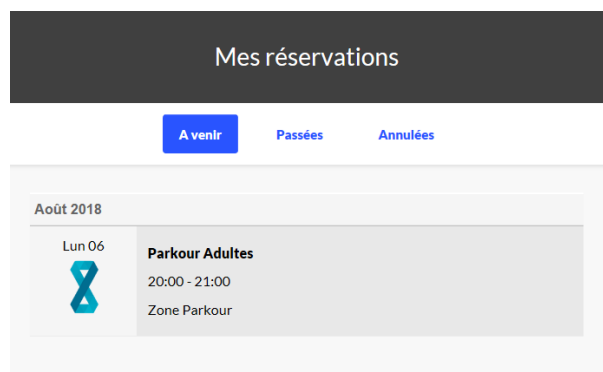 Mes réservations
A venir Passées Annulées
Août 2018
Lun 06
Parkour Adultes
20:00 - 21:00
Zone Parkour